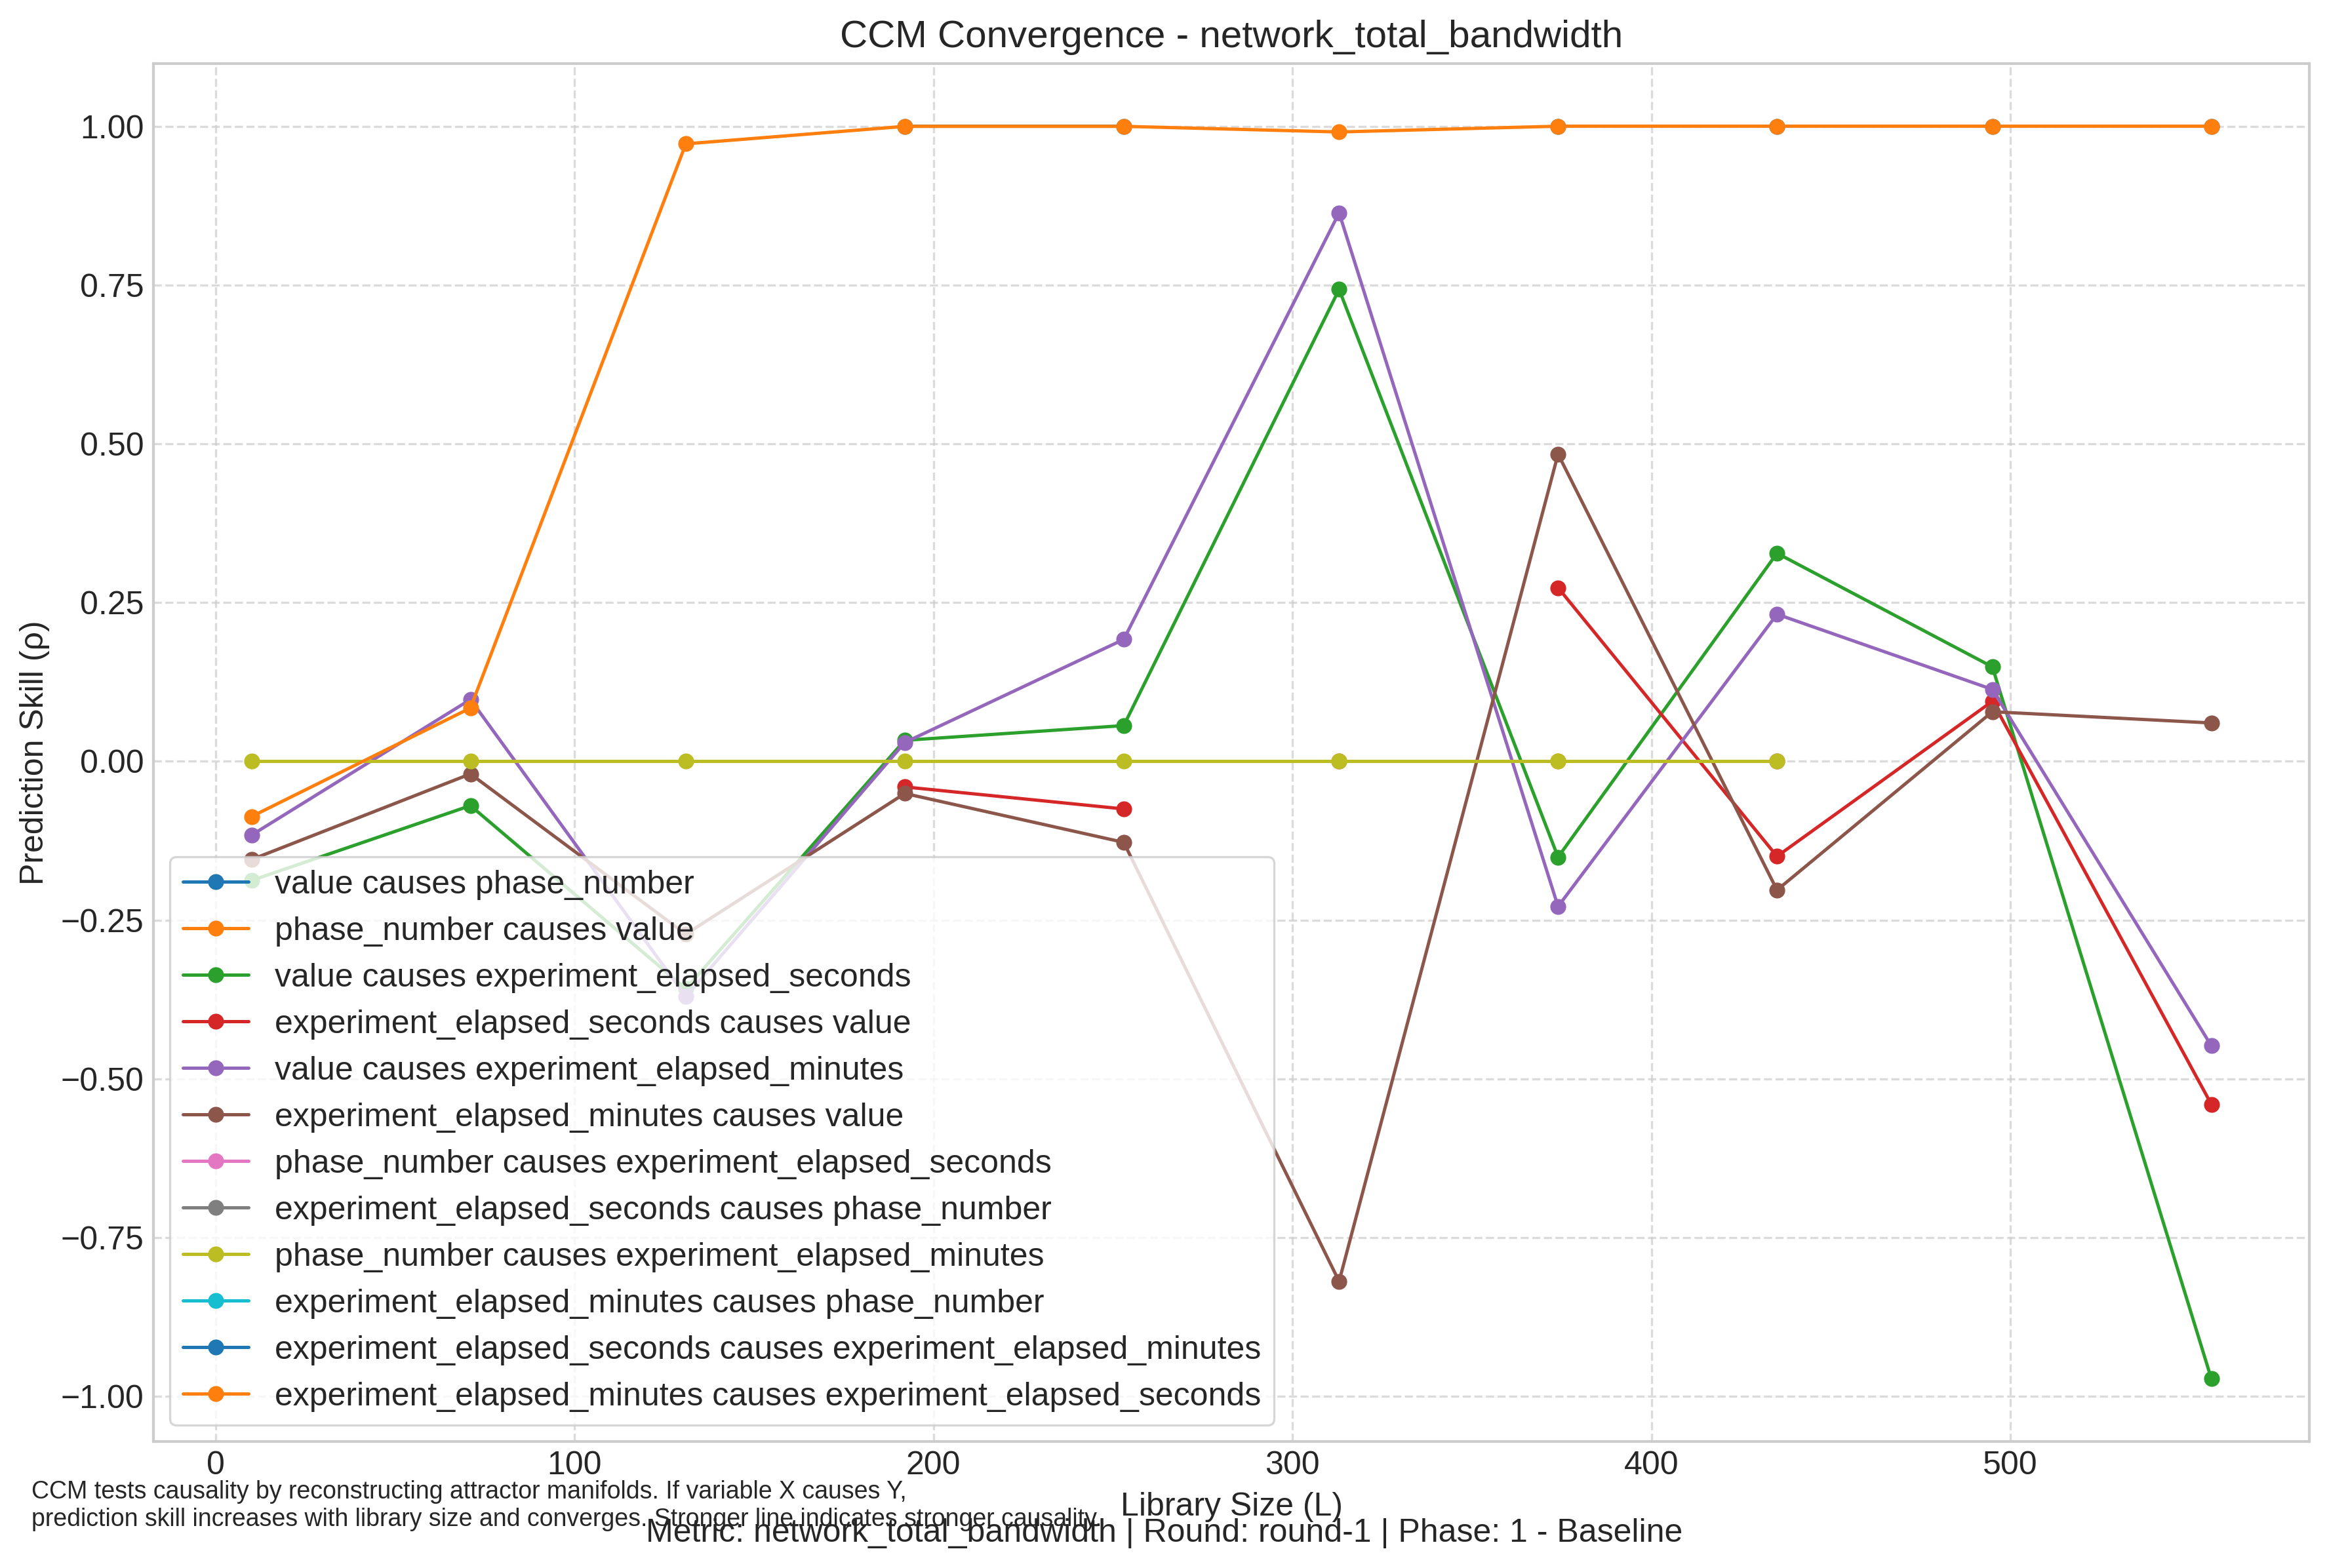 CCM Convergence - network_total_bandwidth
1.00
0.75
0.50
0.25
0.00
−0.25
−0.50
−0.75
−1.00
Prediction Skill (ρ)
value causes phase_number
phase_number causes value
value causes experiment_elapsed_seconds
experiment_elapsed_seconds causes value
value causes experiment_elapsed_minutes
experiment_elapsed_minutes causes value
phase_number causes experiment_elapsed_seconds
experiment_elapsed_seconds causes phase_number
phase_number causes experiment_elapsed_minutes
experiment_elapsed_minutes causes phase_number
experiment_elapsed_seconds causes experiment_elapsed_minutes
experiment_elapsed_minutes causes experiment_elapsed_seconds
0 100 200 300 400 500
Library Size (L)
CCM tests causality by reconstructing attractor manifolds. If variable X causes Y,
prediction skill increases with library size and converges. Stronger line indicates stronger causality.
Metric: network_total_bandwidth | Round: round-1 | Phase: 1 - Baseline